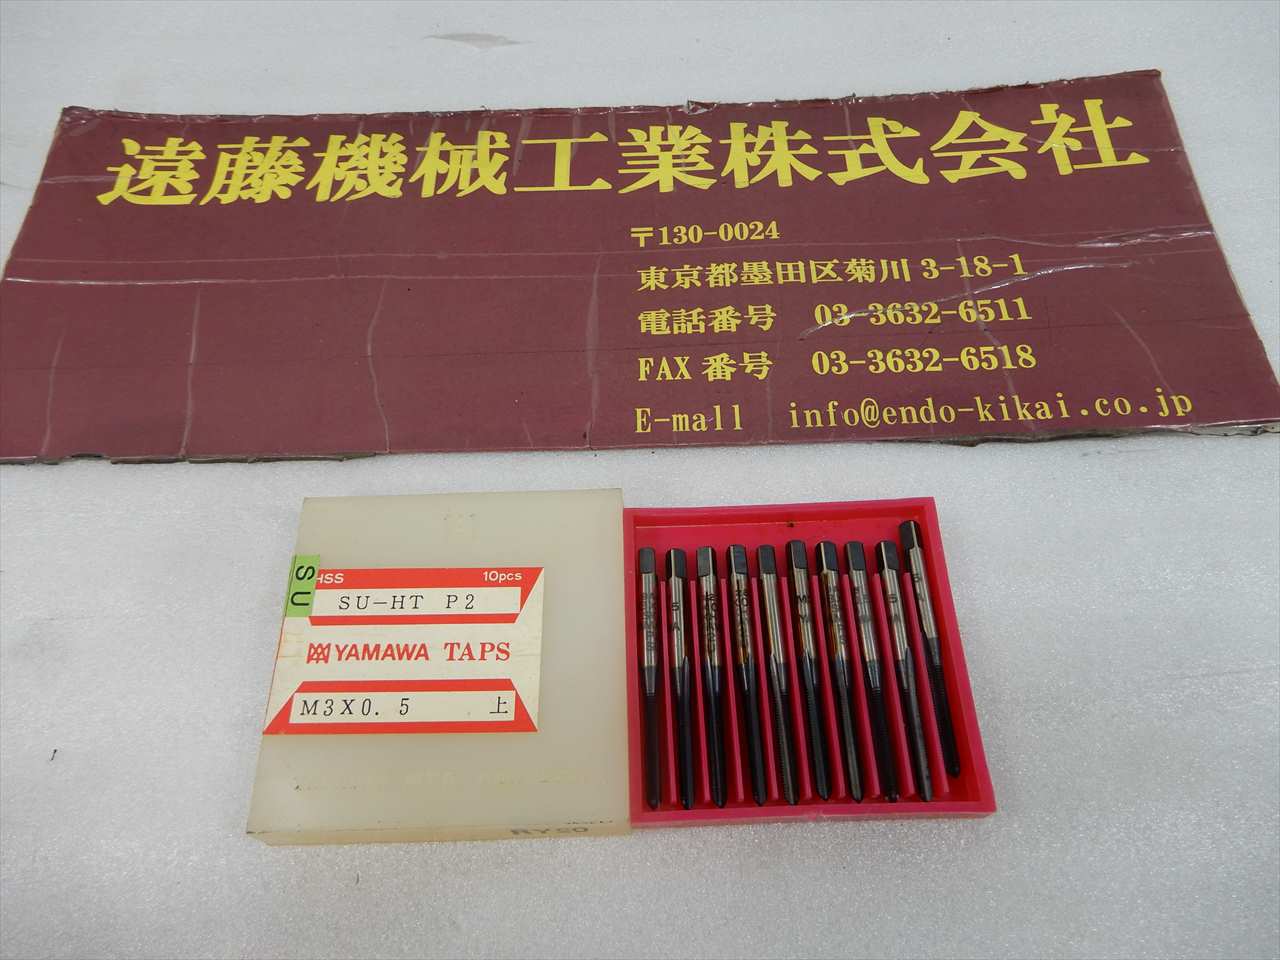 遠藤機械工業株式会社
〒130-0024
東京都墨田区菊川 3-18-1
電話番号 03-3632-6511
FAX 番号 03-3632-6518
E-mall info@endo-kikai.co.jp
SU
HSS 10pcs
SU-HT P2
YAMAWA TAPS
M3X0.5 上